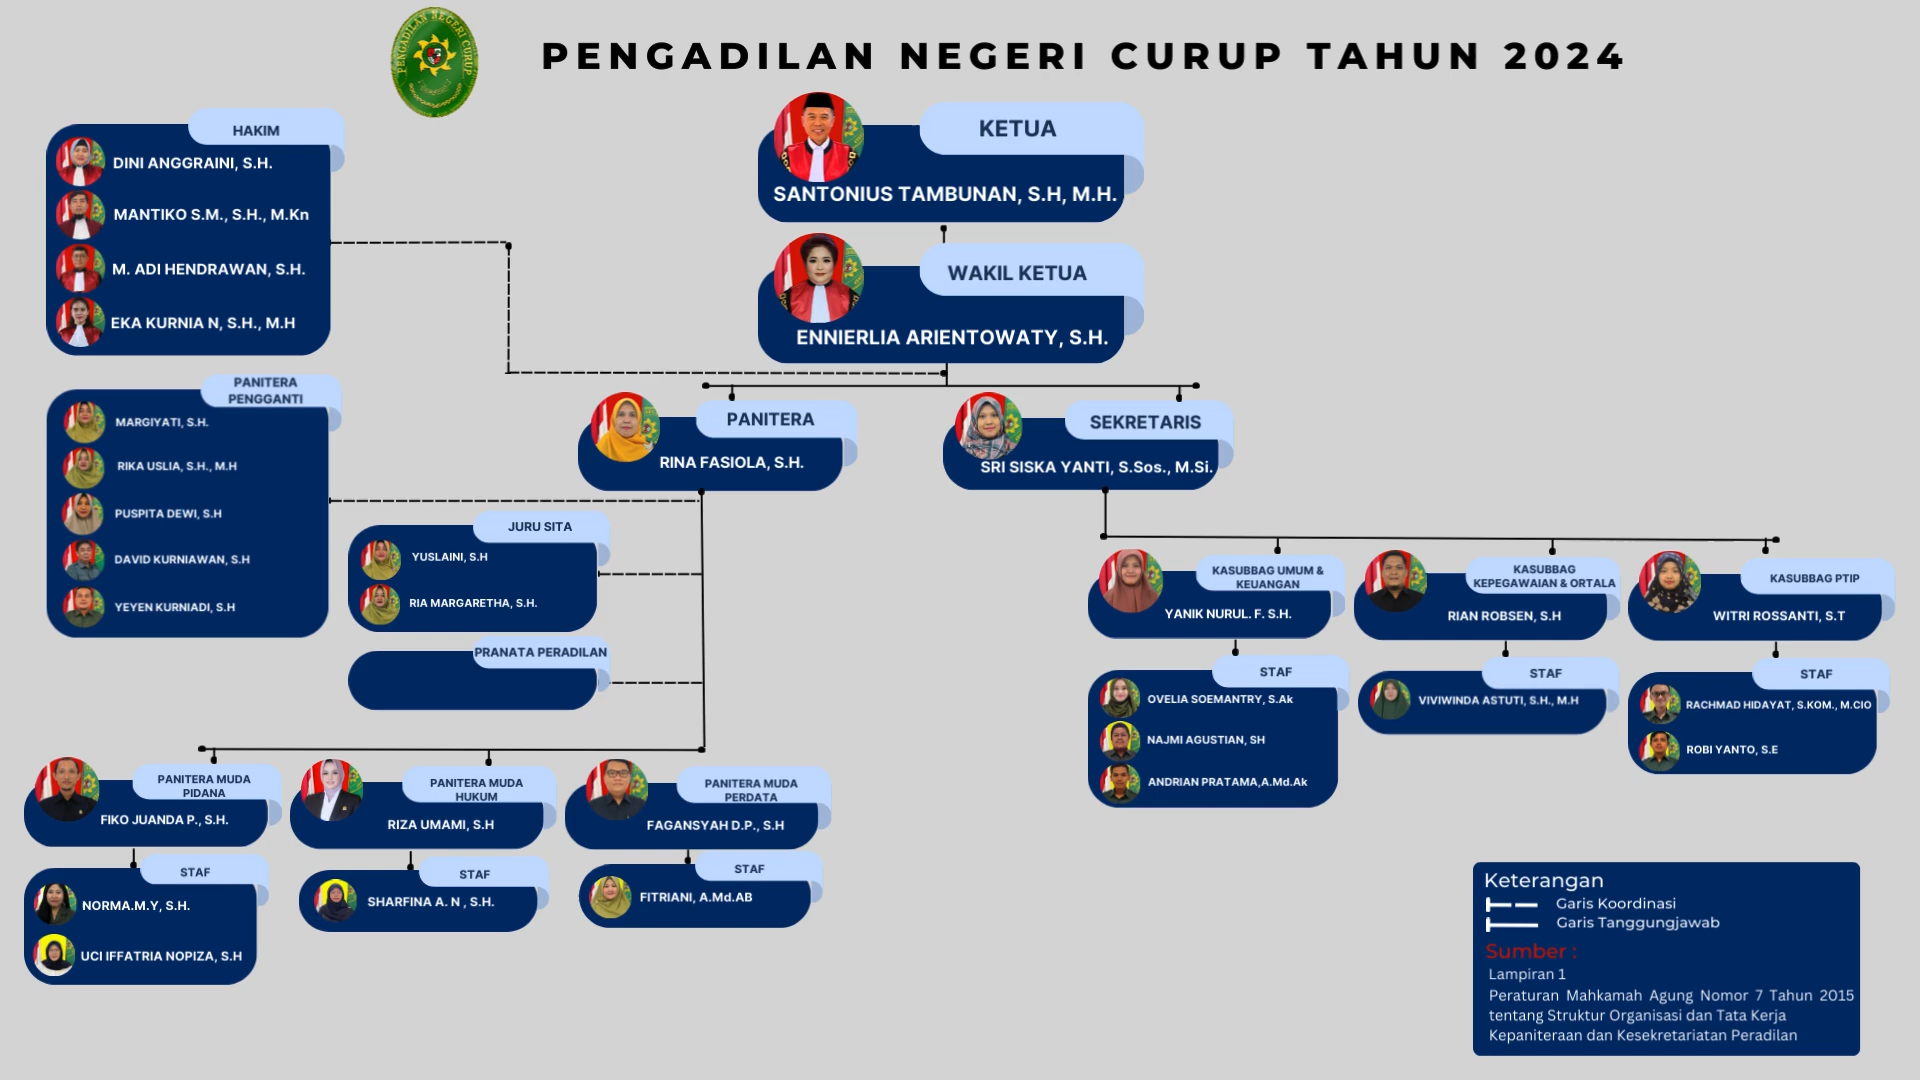 PENGADILAN NEGERI CURUP
PENGADILAN NEGERI CURUP TAHUN 2024
KETUA
SANTONIUS TAMBUNAN, S.H, M.H.
WAKIL KETUA
ENNIERLIA ARIENTOWATY, S.H.
HAKIM
DINI ANGGRAINI, S.H.
MANTIKO S.M., S.H., M.Kn
M. ADI HENDRAWAN, S.H.
EKA KURNIA N, S.H., M.H
PANITERA
PENGGANTI
MARGIYATI, S.H.
RIKA USLIA, S.H., M.H
PUSPITA DEWI, S.H
DAVID KURNIAWAN, S.H
YEYEN KURNIADI, S.H
PANITERA
RINA FASIOLA, S.H.
SEKRETARIS
SRI SISKA YANTI, S.Sos., M.Si.
JURU SITA
YUSLAINI, S.H
RIA MARGARETHA, S.H.
PRANATA PERADILAN
KASUBBAG UMUM &
KEUANGAN
YANIK NURUL. F. S.H.
KASUBBAG
KEPEGAWAIAN & ORTALA
RIAN ROBSEN, S.H
KASUBBAG PTIP
WITRI ROSSANTI, S.T
STAF
OVELIA SOEMANTRY, S.Ak
NAJMI AGUSTIAN, SH
ANDRIAN PRATAMA,A.Md.Ak
STAF
VIVIWINDA ASTUTI, S.H., M.H
STAF
RACHMAD HIDAYAT, S.KOM., M.CIO
ROBI YANTO, S.E
PANITERA MUDA
PIDANA
FIKO JUANDA P., S.H.
PANITERA MUDA
HUKUM
RIZA UMAMI, S.H
PANITERA MUDA
PERDATA
FAGANSYAH D.P., S.H
STAF
NORMA.M.Y, S.H.
UCI IFFATRIA NOPIZA, S.H
STAF
SHARFINA A. N , S.H.
STAF
FITRIANI, A.Md.AB
Keterangan
Garis Koordinasi
Garis Tanggungjawab
Sumber :
Lampiran 1
Peraturan Mahkamah Agung Nomor 7 Tahun 2015
tentang Struktur Organisasi dan Tata Kerja
Kepaniteraan dan Kesekretariatan Peradilan